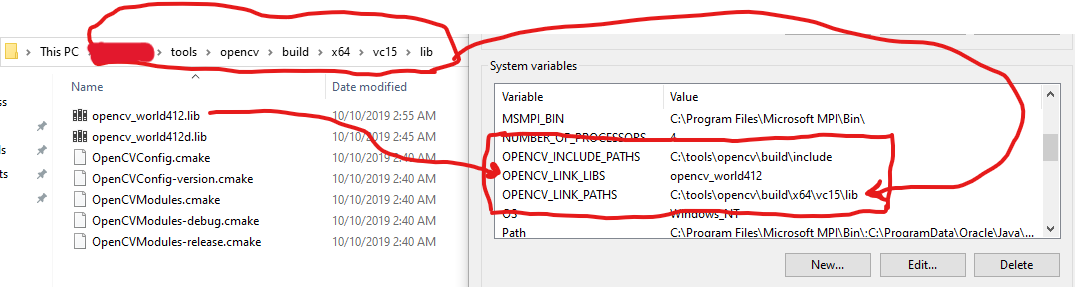 This PC tools opencv build x64 vc15 lib
Name Date modified
opencv_world412.lib 10/10/2019 2:55 AM
opencv_world412d.lib 10/10/2019 2:45 AM
OpenCVConfig.cmake 10/10/2019 2:40 AM
OpenCVConfig-version.cmake 10/10/2019 2:40 AM
OpenCVModules.cmake 10/10/2019 2:40 AM
OpenCVModules-debug.cmake 10/10/2019 2:40 AM
OpenCVModules-release.cmake 10/10/2019 2:40 AM
System variables
Variable Value
MSMPI_BIN C:\Program Files\Microsoft MPI\Bin\
NUMBER_OF_PROCESSORS 4
OPENCV_INCLUDE_PATHS C:\tools\opencv\build\include
OPENCV_LINK_LIBS opencv_world412
OPENCV_LINK_PATHS C:\tools\opencv\build\x64\vc15\lib
OS Windows_NT
Path C:\Program Files\Microsoft MPI\Bin\;C:\ProgramData\Oracle\Java\...
New... Edit... Delete